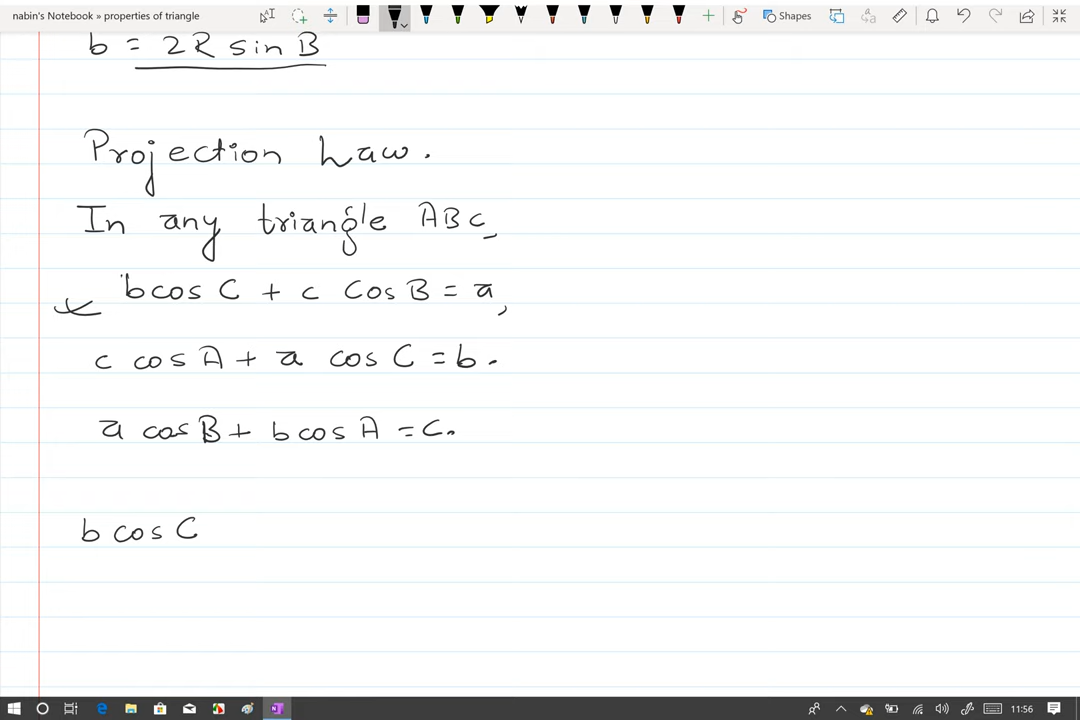 nabin's Notebook » properties of triangle
Shapes
b = 2R sin B
Projection Law.
In any triangle ABC,
bcos C + c Cos B = a,
c cos A + a cos C = b.
a cos B + b cos A = c.
b cos C
11:56